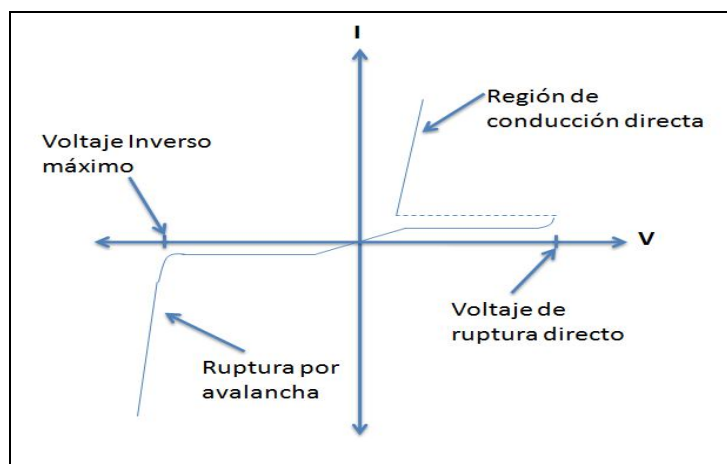 I
Región de
conducción directa
Voltaje Inverso
máximo
V
Voltaje de
ruptura directo
Ruptura por
avalancha